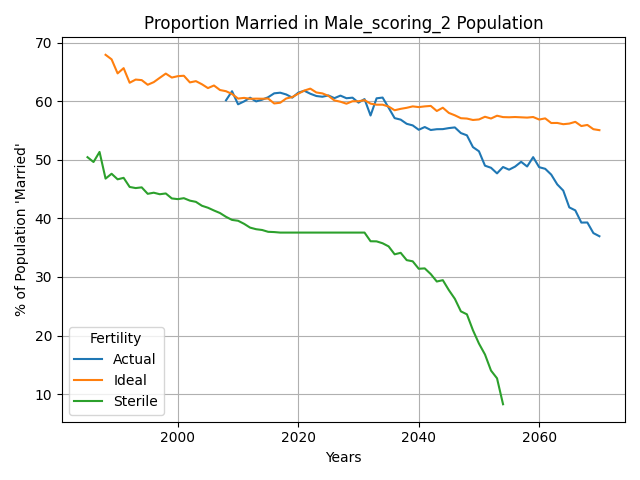 Proportion Married in Male_scoring_2 Population
% of Population 'Married'
70
60
50
40
30
20
10
Fertility
Actual
Ideal
Sterile
2000 2020 2040 2060
Years